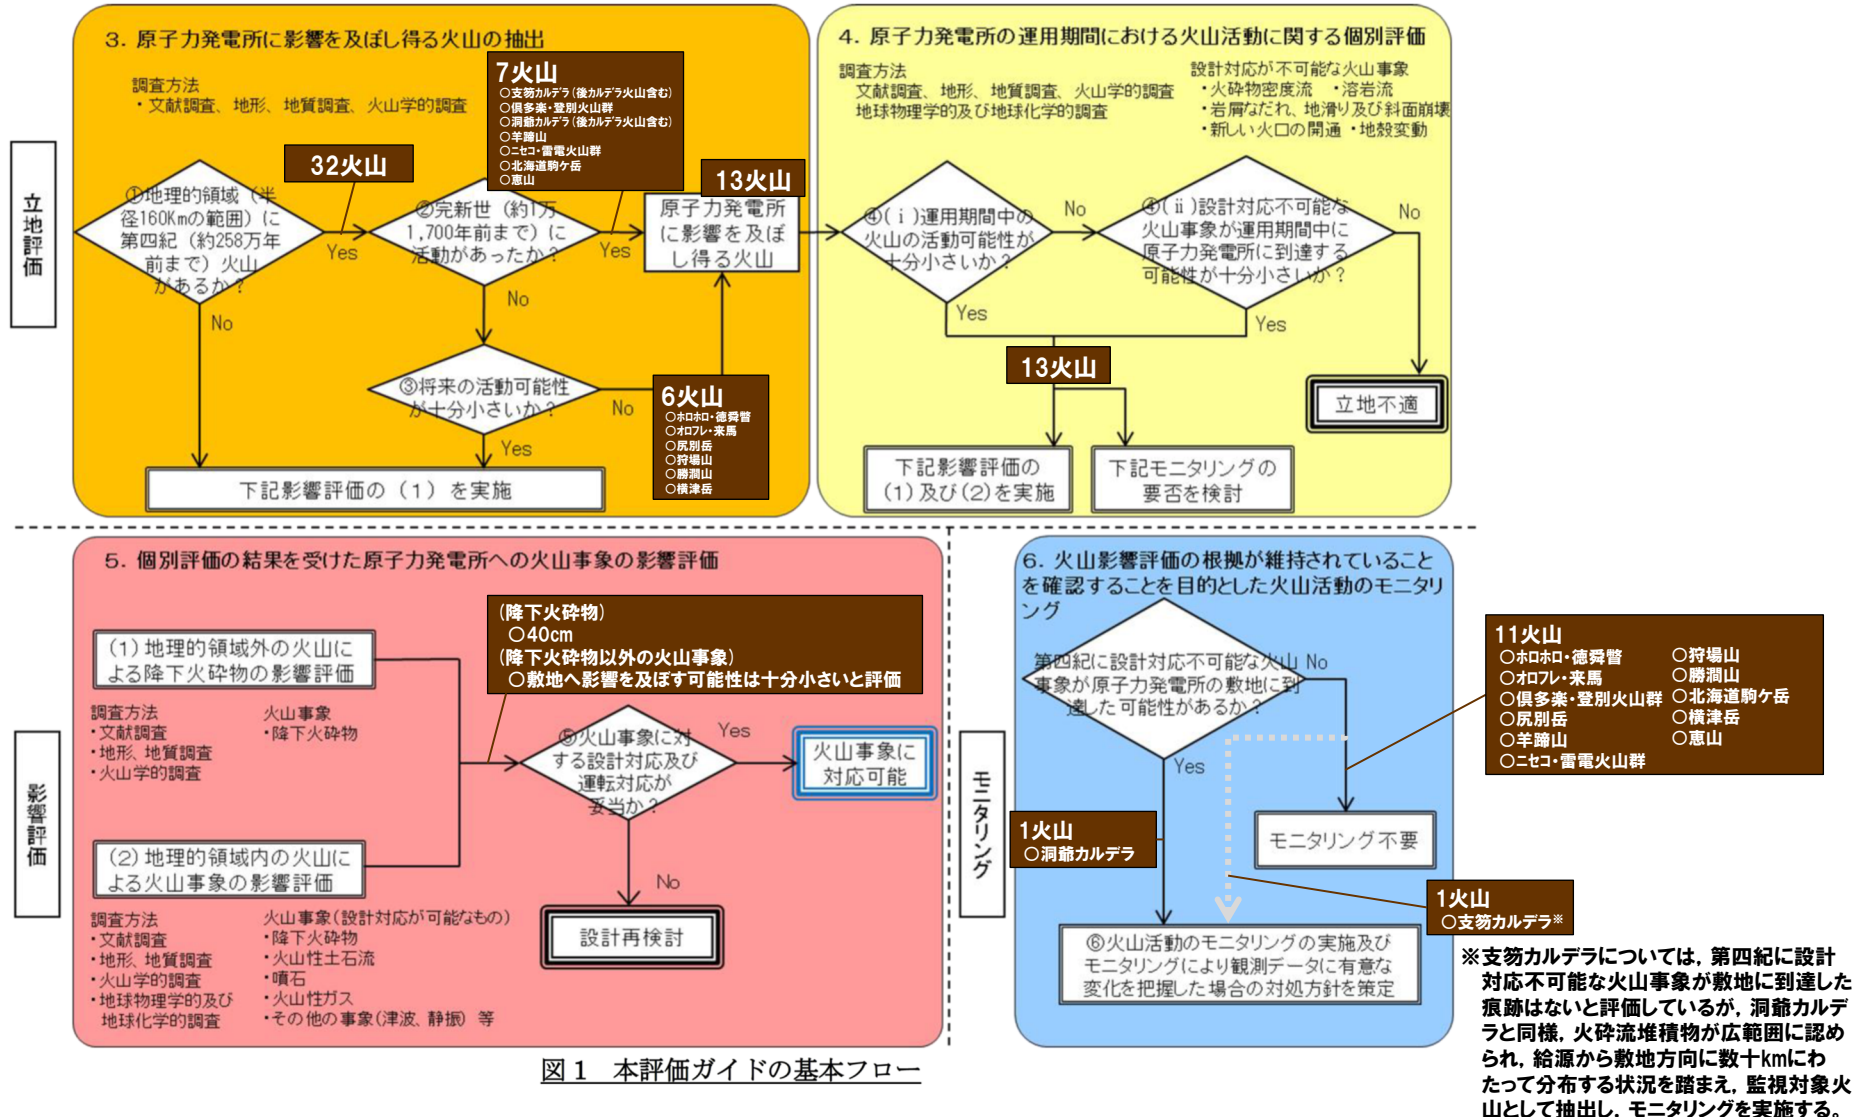 立地評価
3. 原子力発電所に影響を及ぼし得る火山の抽出
調査方法
・文献調査、地形、地質調査、火山学的調査
7火山
○支笏カルデラ(後カルデラ火山含む)
○倶多楽・登別火山群
○洞爺カルデラ(後カルデラ火山含む)
○羊蹄山
○ニセコ・雷電火山群
○北海道駒ケ岳
○恵山
32火山
13火山
①地理的領域（半
径160Kmの範囲）に
第四紀（約258万年
前まで）火山
があるか？
Yes
No
②完新世（約1万
1,700年前まで）に
活動があったか？
Yes
No
原子力発電所
に影響を及ぼ
し得る火山
③将来の活動可能性
が十分小さいか？
No
Yes
6火山
○ホロホロ・徳舜瞥
○オロフレ・来馬
○尻別岳
○狩場山
○勝澗山
○横津岳
下記影響評価の（1）を実施
4. 原子力発電所の運用期間における火山活動に関する個別評価
調査方法
文献調査、地形、地質調査、火山学的調査
地球物理学的及び地球化学的調査
設計対応が不可能な火山事象
・火砕物密度流　・溶岩流
・岩屑なだれ、地滑り及び斜面崩壊
・新しい火口の開通　・地殻変動
④(ⅰ)運用期間中の
火山の活動可能性が
十分小さいか？
No
Yes
④(ⅱ)設計対応不可能な
火山事象が運用期間中に
原子力発電所に到達する
可能性が十分小さいか？
No
Yes
13火山
立地不適
下記影響評価の
(1)及び(2)を実施
下記モニタリングの
要否を検討
影響評価
5. 個別評価の結果を受けた原子力発電所への火山事象の影響評価
(1)地理的領域外の火山に
よる降下火砕物の影響評価
調査方法
・文献調査
・地形、地質調査
・火山学的調査
火山事象
・降下火砕物
(降下火砕物)
○40cm
(降下火砕物以外の火山事象)
○敷地へ影響を及ぼす可能性は十分小さいと評価
⑤火山事象に対
する設計対応及び
運転対応が
妥当か？
Yes
No
火山事象に
対応可能
設計再検討
(2)地理的領域内の火山に
よる火山事象の影響評価
調査方法
・文献調査
・地形、地質調査
・火山学的調査
・地球物理学的及び
地球化学的調査
火山事象(設計対応が可能なもの)
・降下火砕物
・火山性土石流
・噴石
・火山性ガス
・その他の事象(津波、静振) 等
モニタリング
6. 火山影響評価の根拠が維持されていること
を確認することを目的とした火山活動のモニタリ
ング
第四紀に設計対応不可能な火山
事象が原子力発電所の敷地に到
達した可能性があるか？
No
Yes
11火山
○ホロホロ・徳舜瞥
○オロフレ・来馬
○倶多楽・登別火山群
○尻別岳
○羊蹄山
○ニセコ・雷電火山群
○狩場山
○勝澗山
○北海道駒ケ岳
○横津岳
○恵山
1火山
○洞爺カルデラ
モニタリング不要
1火山
○支笏カルデラ※
⑥火山活動のモニタリングの実施及び
モニタリングにより観測データに有意な
変化を把握した場合の対処方針を策定
※支笏カルデラについては，第四紀に設計
対応不可能な火山事象が敷地に到達した
痕跡はないと評価しているが，洞爺カルデ
ラと同様，火砕流堆積物が広範囲に認め
られ，給源から敷地方向に数十kmにわ
たって分布する状況を踏まえ，監視対象火
山として抽出し，モニタリングを実施する。
図1　本評価ガイドの基本フロー